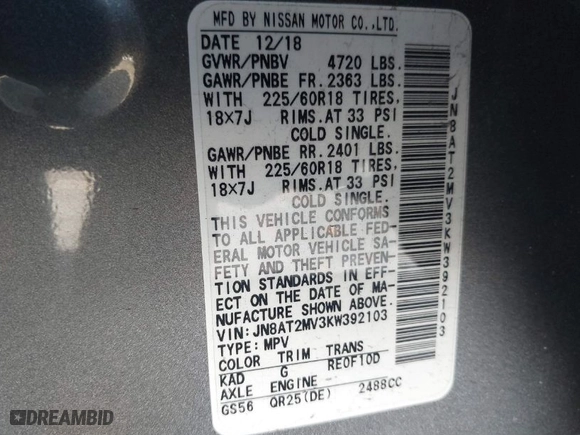 MFD BY NISSAN MOTOR CO.,LTD.
DATE 12/18
GVWR/PNBV 4720 LBS.
GAWR/PNBE FR. 2363 LBS.
WITH 225/60R18 TIRES,
18×7J RIMS.AT 33 PSI
COLD SINGLE.
GAWR/PNBE RR. 2401 LBS.
WITH 225/60R18 TIRES,
18×7J RIMS.AT 33 PSI
COLD SINGLE.
THIS VEHICLE CONFORMS
TO ALL APPLICABLE FED-
ERAL MOTOR VEHICLE SA-
FETY AND THEFT PREVEN-
TION STANDARDS IN EFF-
ECT ON THE DATE OF MA-
NUFACTURE SHOWN ABOVE.
VIN: JN8AT2MV3KW392103
TYPE: MPV
COLOR TRIM TRANS
KAD G RE0F10D
AXLE ENGINE
GS56 QR25(DE) 2488CC
JN8AT2MV3KW392103
DREAMBID